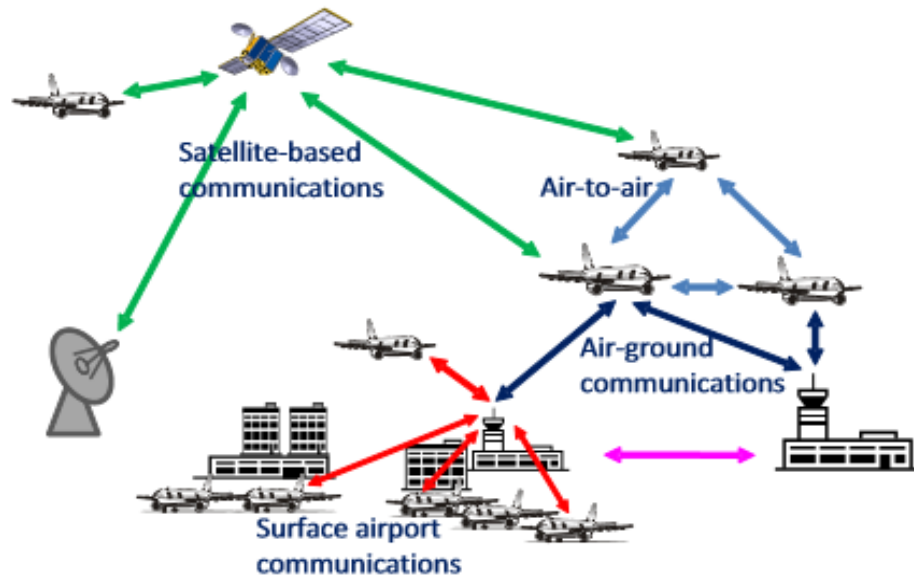 Satellite-based
communications
Air-to-air
Air-ground
communications
Surface airport
communications